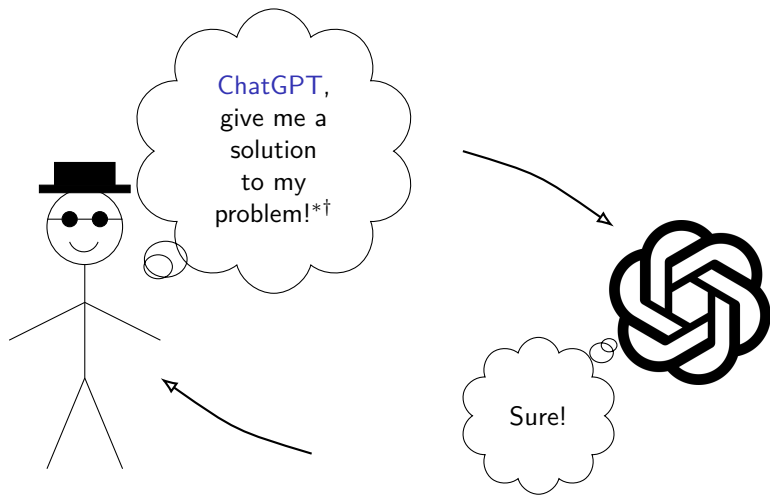 ChatGPT,
give me a
solution
to my
problem!*†
Sure!